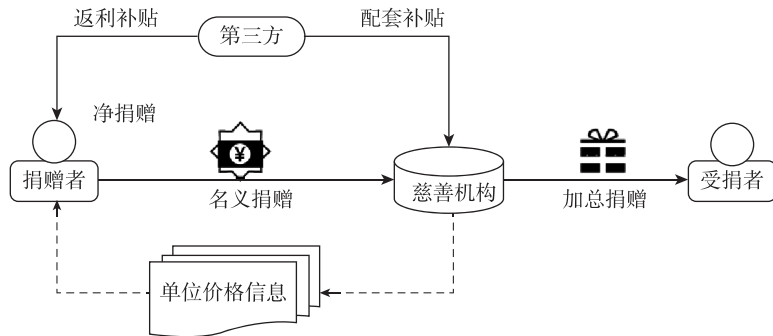 返利补贴
第三方
配套补贴
净捐赠
¥
捐赠者
名义捐赠
慈善机构
加总捐赠
受捐者
单位价格信息